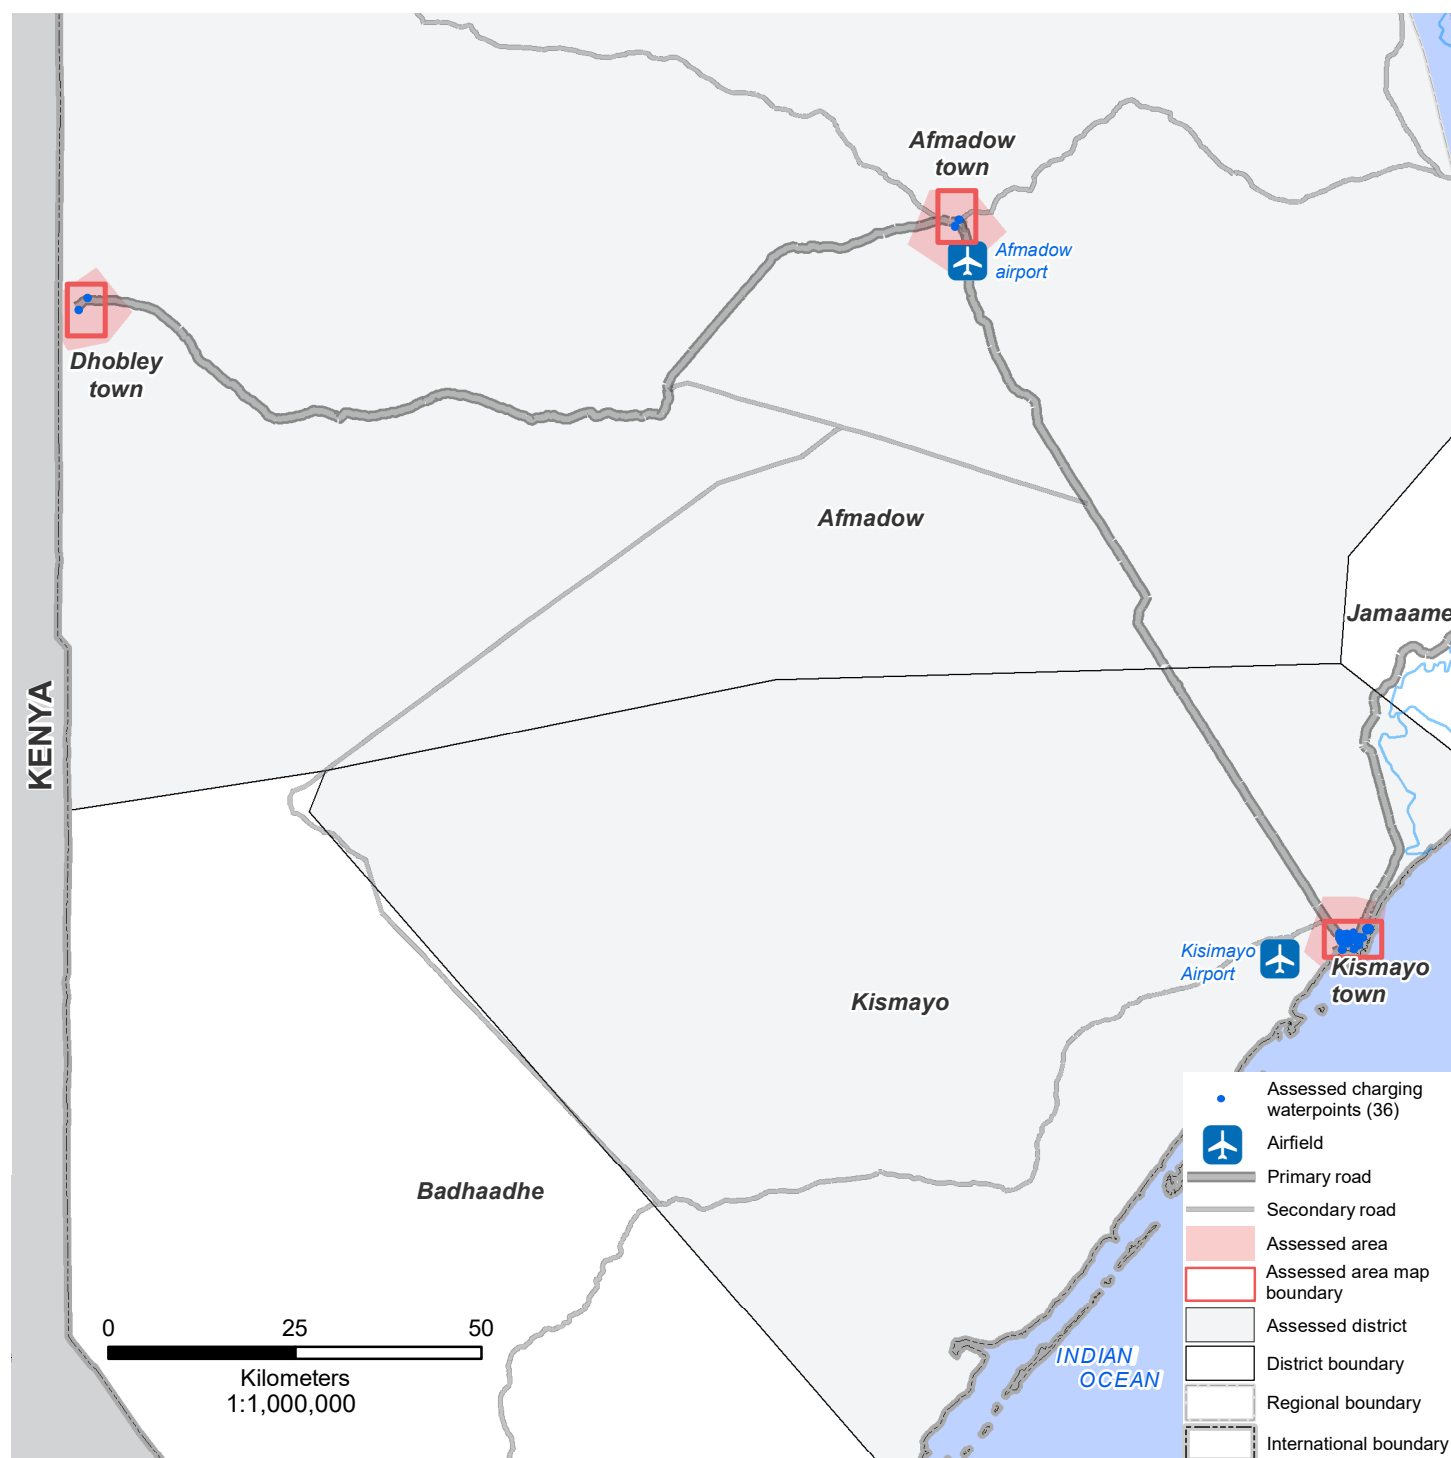 Afmadow
town
Afmadow
airport
Dhobley
town
Afmadow
Jamaame
KENYA
Kisimayo
Airport
Kismayo
town
Kismayo
Badhaadhe
0 25 50
Kilometers
1:1,000,000
INDIAN
OCEAN
Assessed charging
waterpoints (36)
Airfield
Primary road
Secondary road
Assessed area
Assessed area map
boundary
Assessed district
District boundary
Regional boundary
International boundary